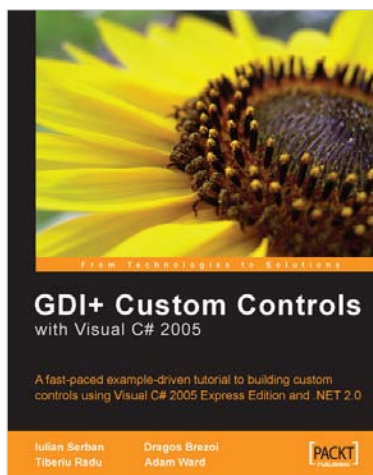 From Technologies to Solutions
GDI+ Custom Controls
with Visual C# 2005
A fast-paced example-driven tutorial to building custom
controls using Visual C# 2005 Express Edition and .NET 2.0
Iulian Serban
Dragos Brezoi
Tiberiu Radu
Adam Ward
[PACKT]
PUBLISHING